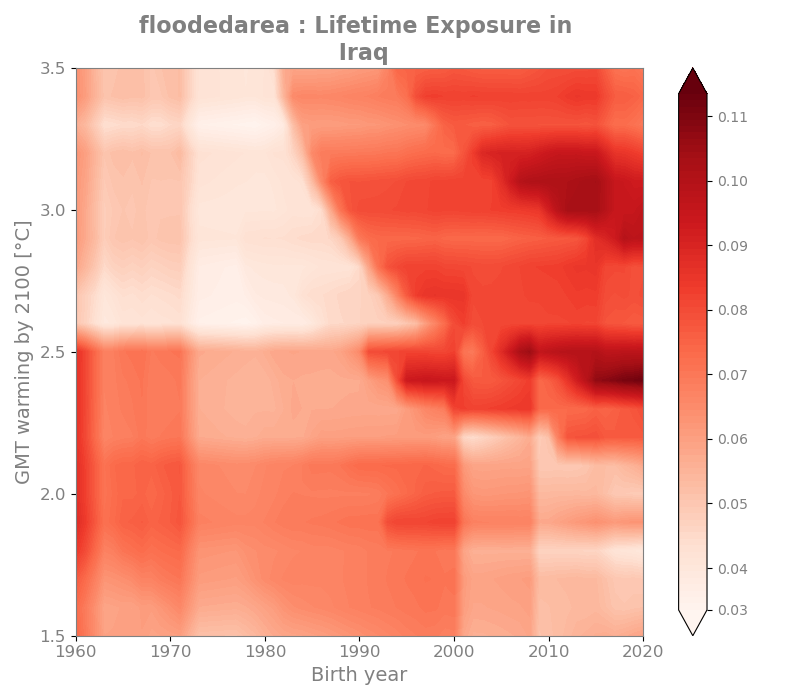 floodedarea : Lifetime Exposure in
Iraq
3.5
3.0
2.5
2.0
1.5
GMT warming by 2100 [°C]
1960 1970 1980 1990 2000 2010 2020
Birth year
0.11
0.10
0.09
0.08
0.07
0.06
0.05
0.04
0.03